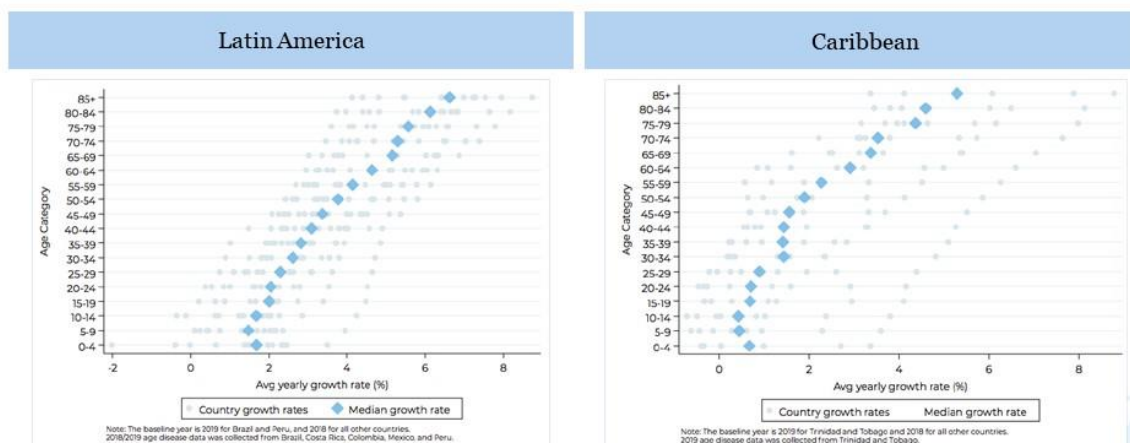 Latin America
Caribbean
Age Category
85+
80-84
75-79
70-74
65-69
60-64
55-59
50-54
45-49
40-44
35-39
30-34
25-29
20-24
15-19
10-14
5-9
0-4
-2 0 2 4 6 8
Avg yearly growth rate (%)
Country growth rates Median growth rate
Note: The baseline year is 2019 for Brazil and Peru, and 2018 for all other countries.
2018/2019 age disease data was collected from Brazil, Costa Rica, Colombia, Mexico, and Peru.
Age Category
85+
80-84
75-79
70-74
65-69
60-64
55-59
50-54
45-49
40-44
35-39
30-34
25-29
20-24
15-19
10-14
5-9
0-4
0 2 4 6 8
Avg yearly growth rate (%)
Country growth rates Median growth rate
Note: The baseline year is 2019 for Trinidad and Tobago and 2018 for all other countries.
2019 age disease data was collected from Trinidad and Tobago.